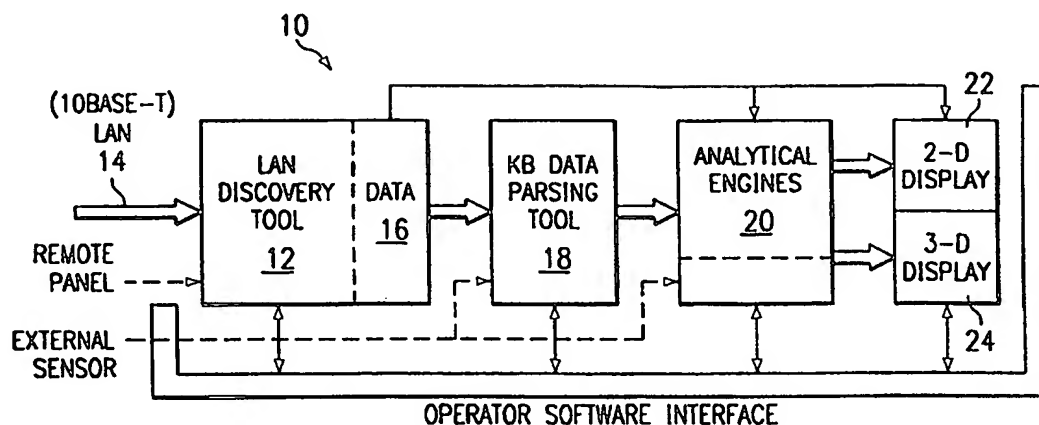 10
(10BASE-T)
LAN
14
LAN
DISCOVERY
TOOL
12
DATA
16
KB DATA
PARSING
TOOL
18
ANALYTICAL
ENGINES
20
22
2-D
DISPLAY
3-D
DISPLAY
24
REMOTE
PANEL
EXTERNAL
SENSOR
OPERATOR SOFTWARE INTERFACE